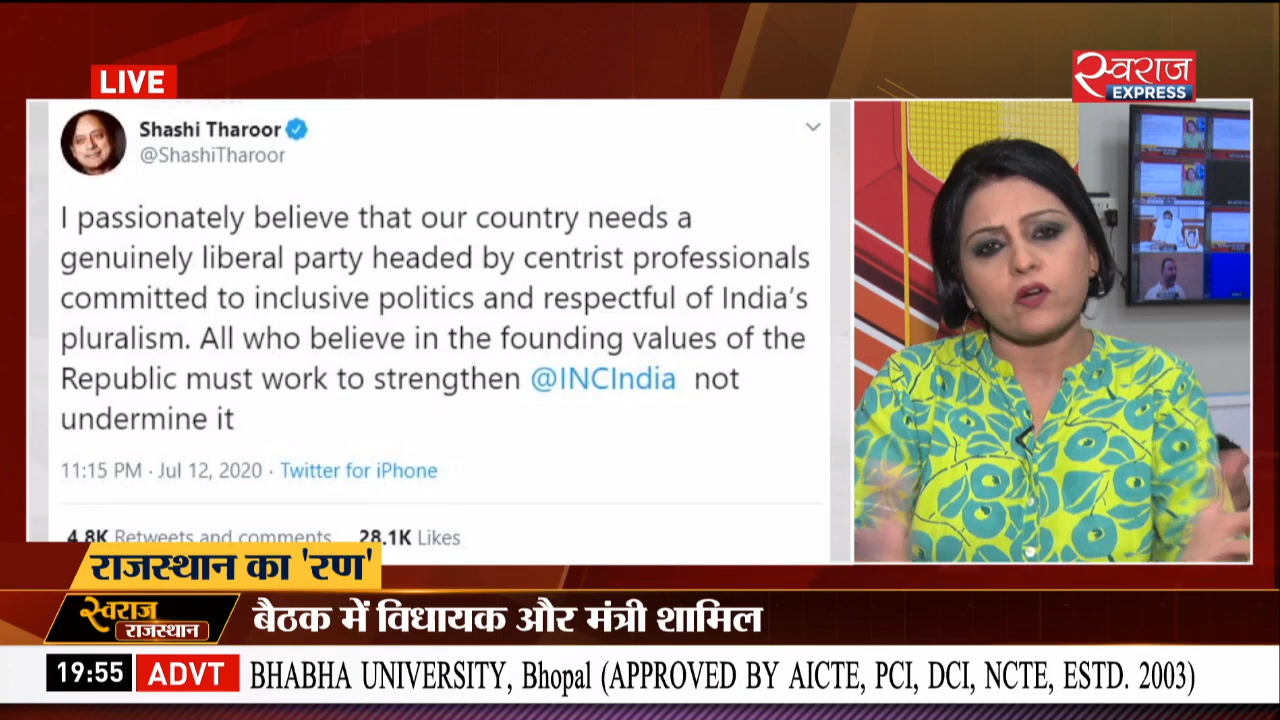 LIVE
स्वराज
EXPRESS
Shashi Tharoor
@ShashiTharoor
I passionately believe that our country needs a
genuinely liberal party headed by centrist professionals
committed to inclusive politics and respectful of India's
pluralism. All who believe in the founding values of the
Republic must work to strengthen @INCIndia not
undermine it
11:15 PM · Jul 12, 2020 · Twitter for iPhone
4.8K Retweets and comments 28.1K Likes
राजस्थान का 'रण'
स्वराज
राजस्थान
बैठक में विधायक और मंत्री शामिल
19:55 ADVT BHABHA UNIVERSITY, Bhopal (APPROVED BY AICTE, PCI, DCI, NCTE, ESTD. 2003)